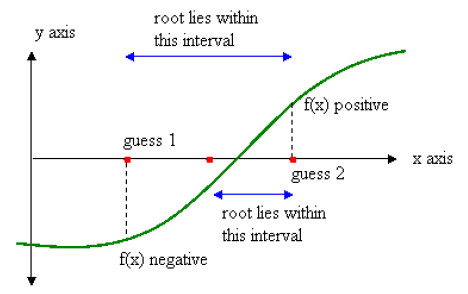 root lies within
this interval
y axis
f(x) positive
guess 1
x axis
guess 2
root lies within
this interval
f(x) negative